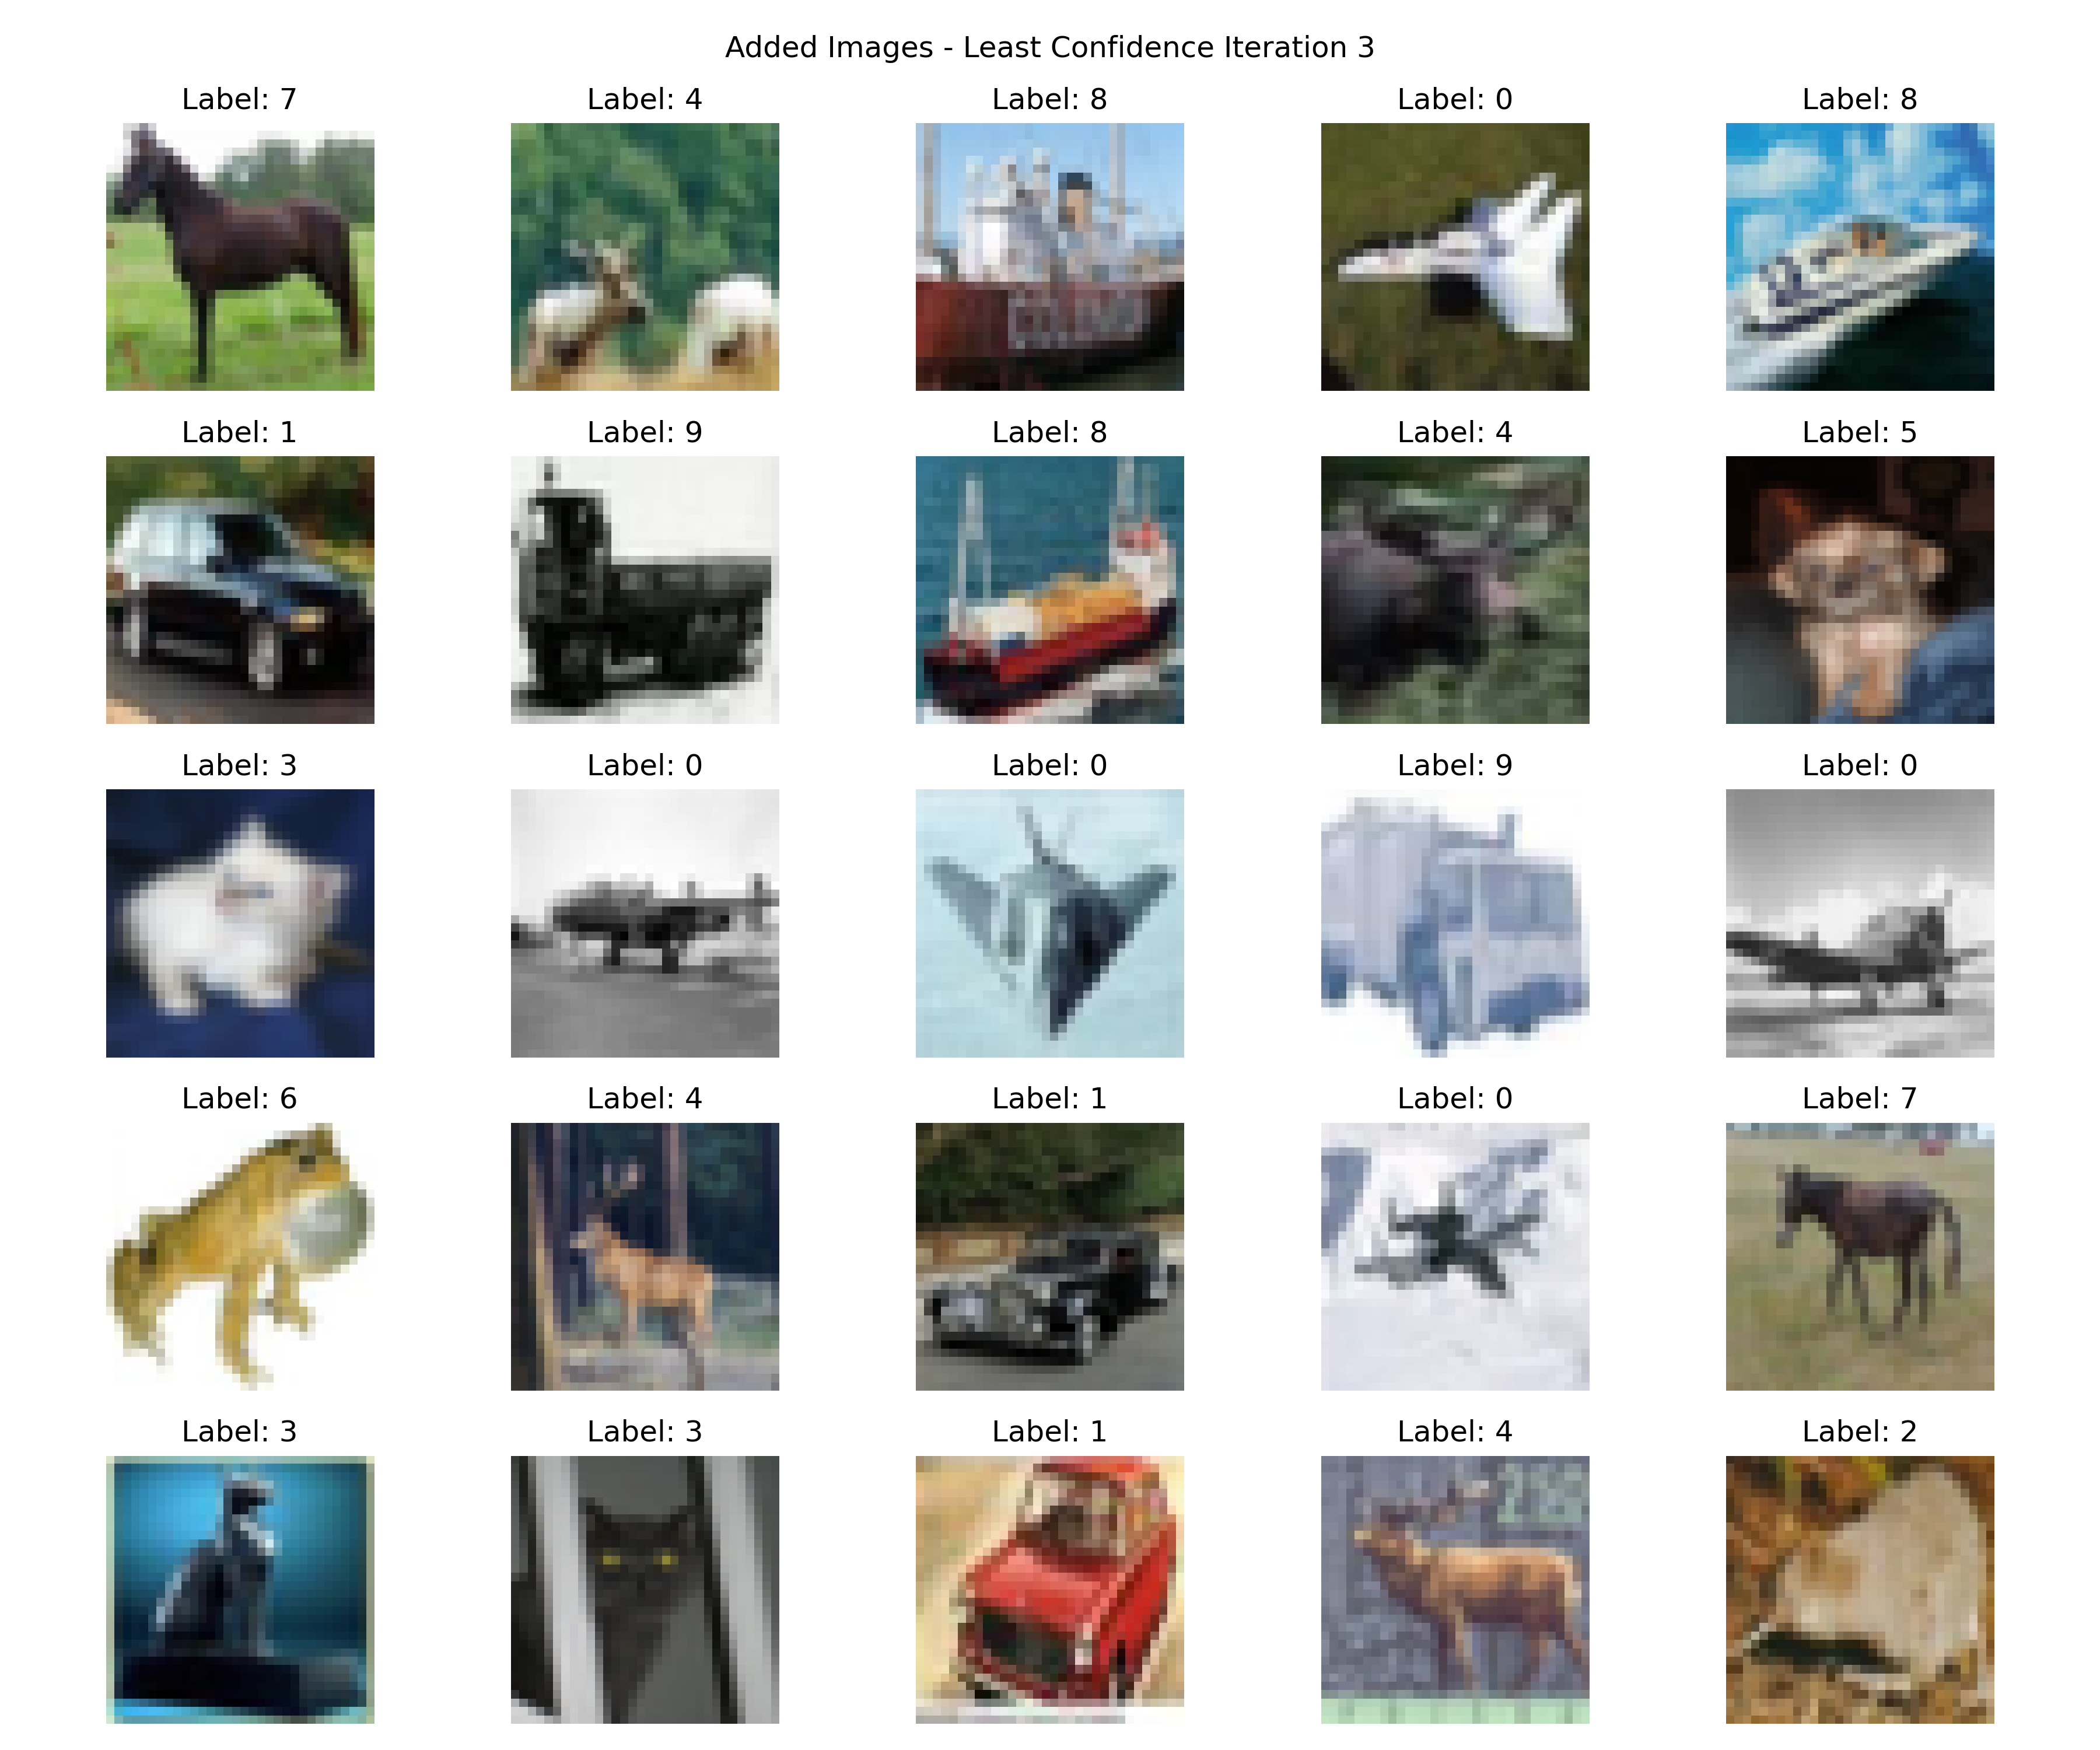 Added Images - Least Confidence Iteration 3
Label: 7 Label: 4 Label: 8 Label: 0 Label: 8
Label: 1 Label: 9 Label: 8 Label: 4 Label: 5
Label: 3 Label: 0 Label: 0 Label: 9 Label: 0
Label: 6 Label: 4 Label: 1 Label: 0 Label: 7
Label: 3 Label: 3 Label: 1 Label: 4 Label: 2